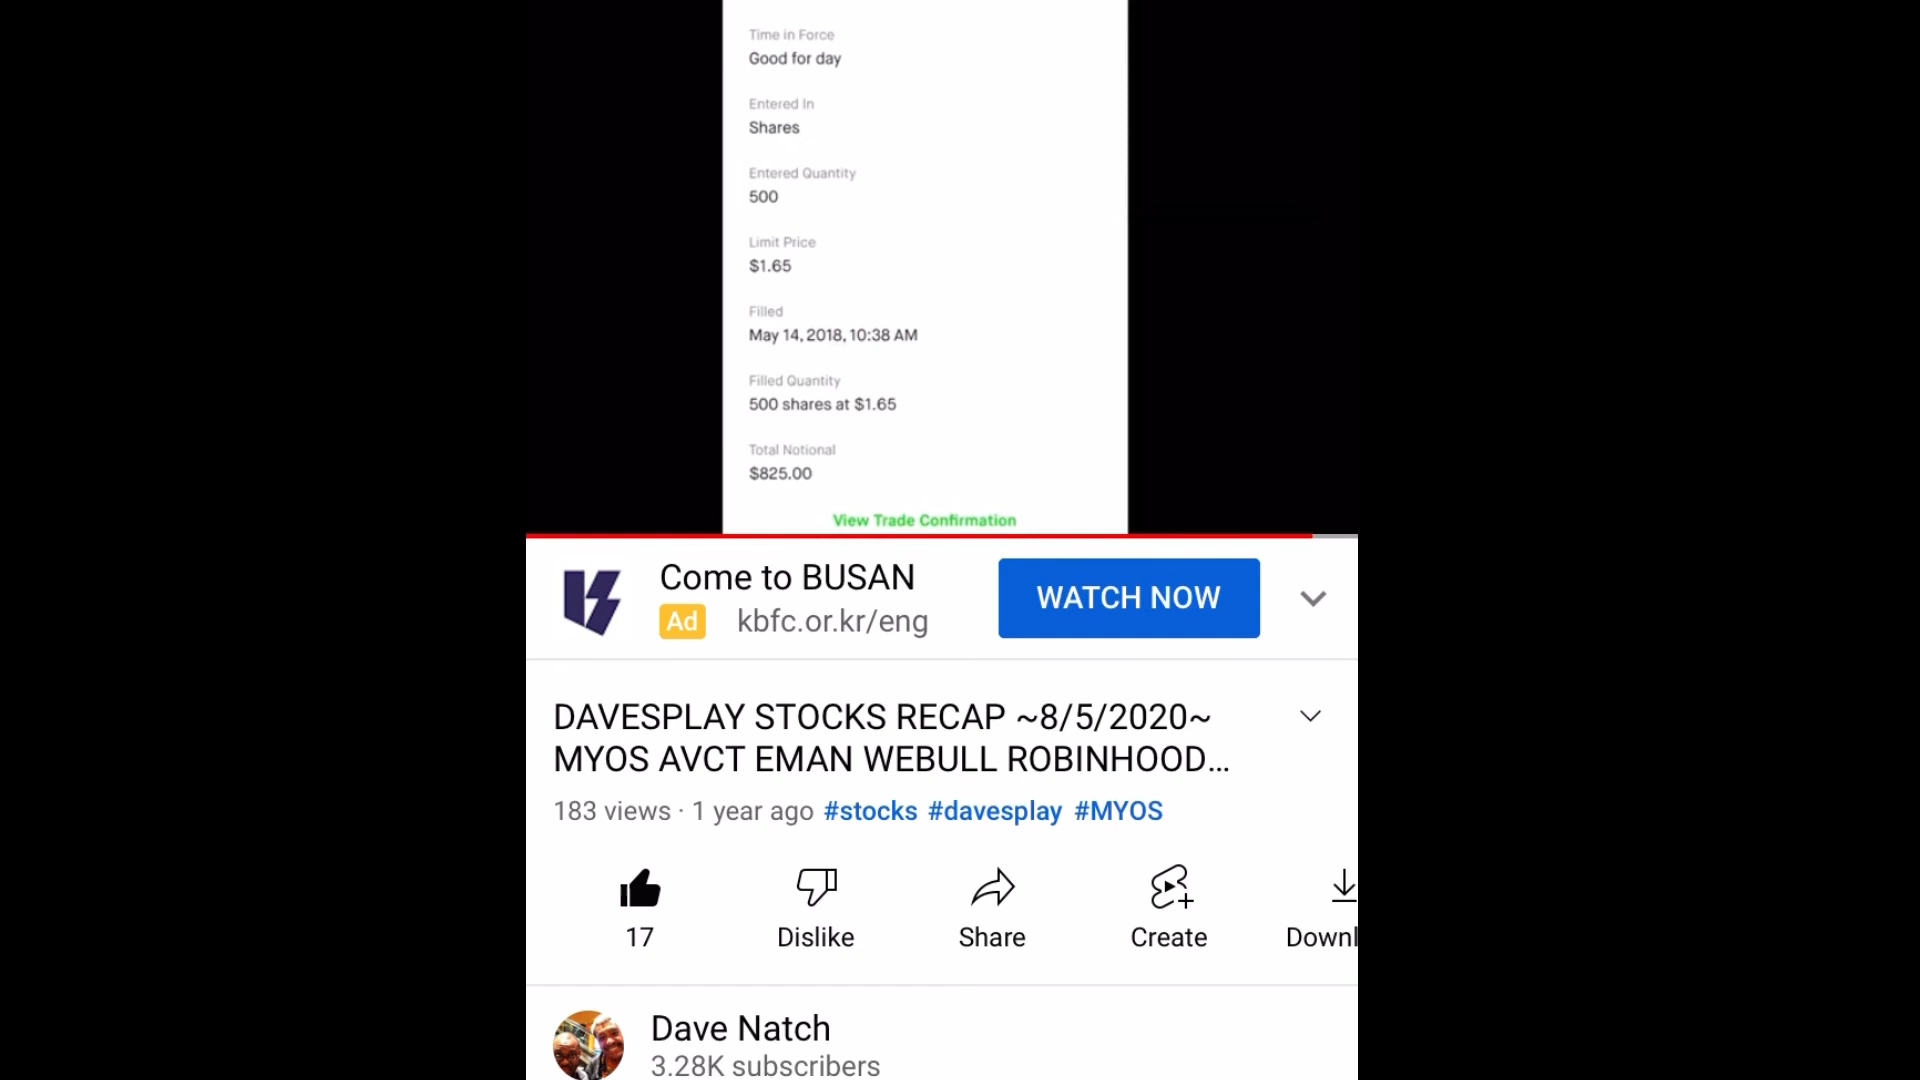 Time in Force
Good for day
Entered In
Shares
Entered Quantity
500
Limit Price
$1.65
Filled
May 14, 2018, 10:38 AM
Filled Quantity
500 shares at $1.65
Total Notional
$825.00
View Trade Confirmation
Come to BUSAN
Ad kbfc.or.kr/eng
WATCH NOW
DAVESPLAY STOCKS RECAP ~8/5/2020~
MYOS AVCT EMAN WEBULL ROBINHOOD...
183 views · 1 year ago #stocks #davesplay #MYOS
17 Dislike Share Create Downl
Dave Natch
3.28K subscribers